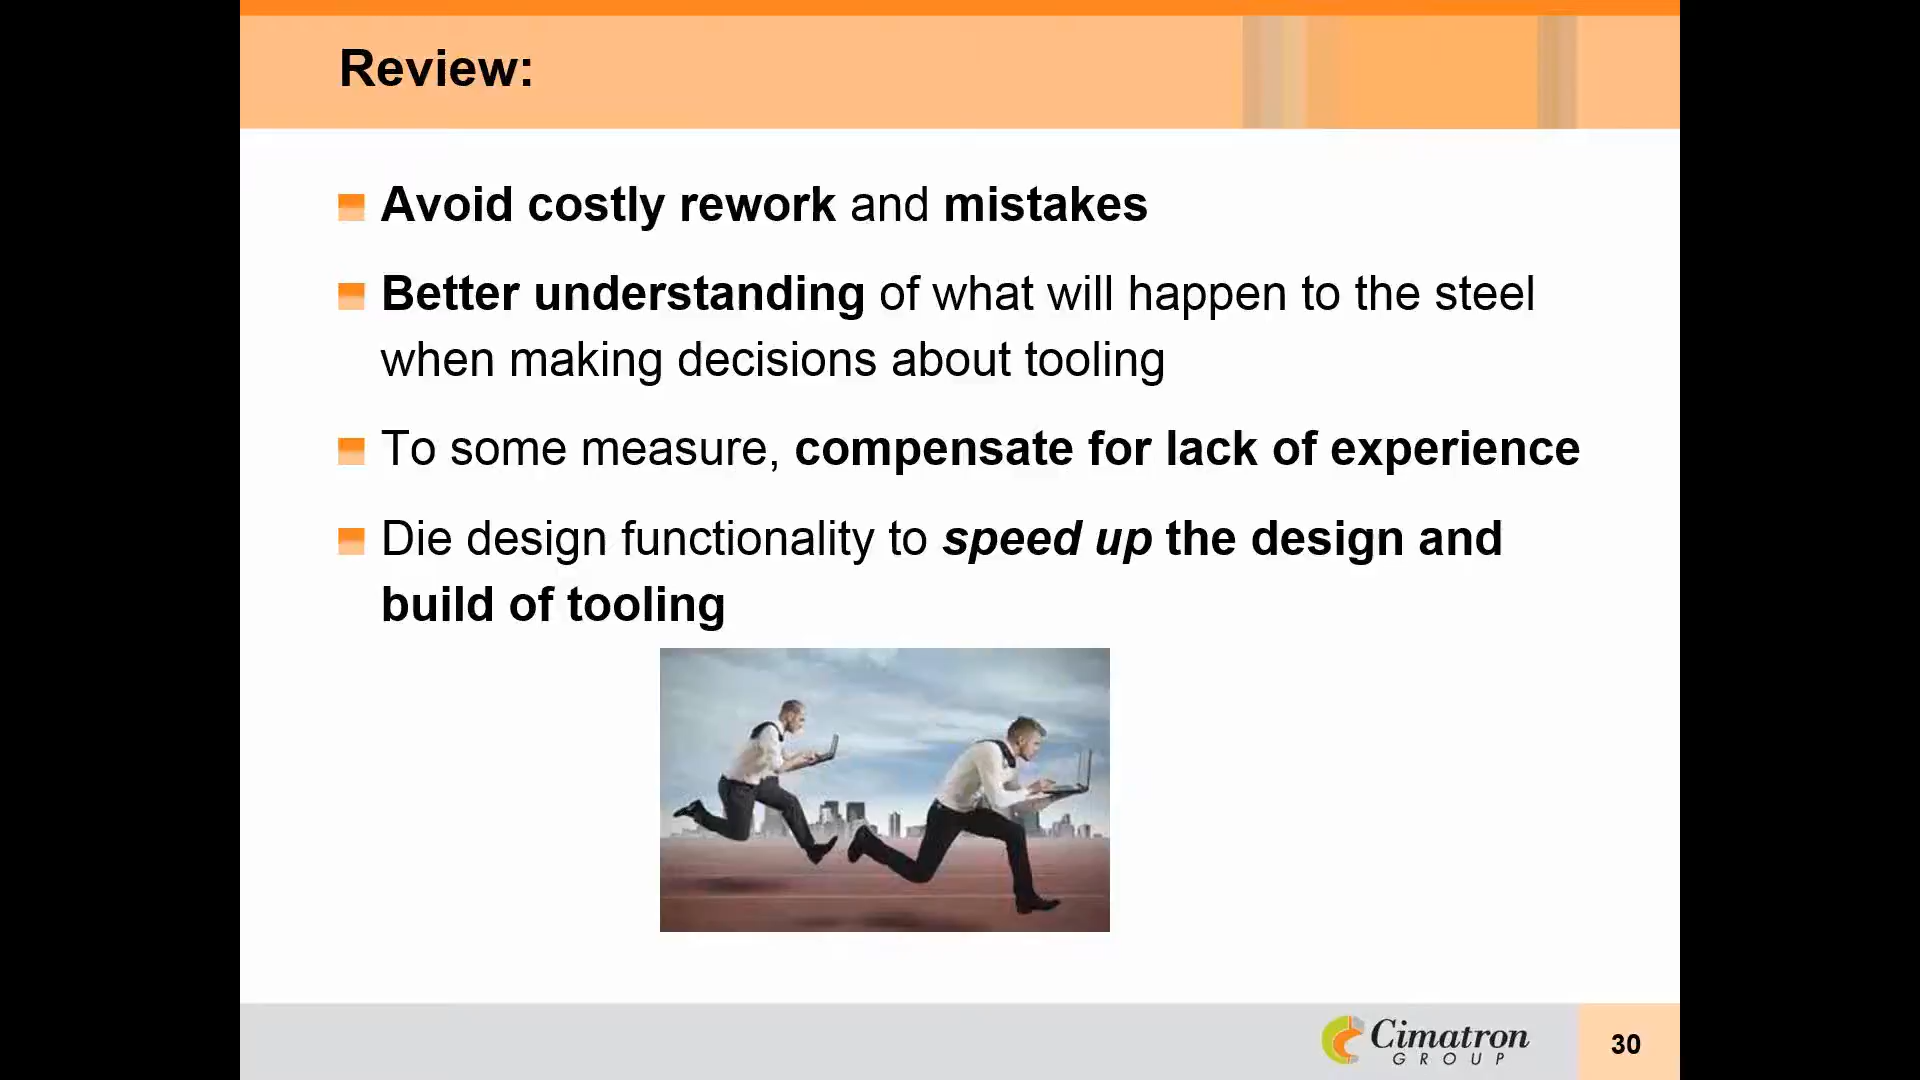 Review:
Avoid costly rework and mistakes
Better understanding of what will happen to the steel
when making decisions about tooling
To some measure, compensate for lack of experience
Die design functionality to speed up the design and
build of tooling
Cimatron
GROUP
30